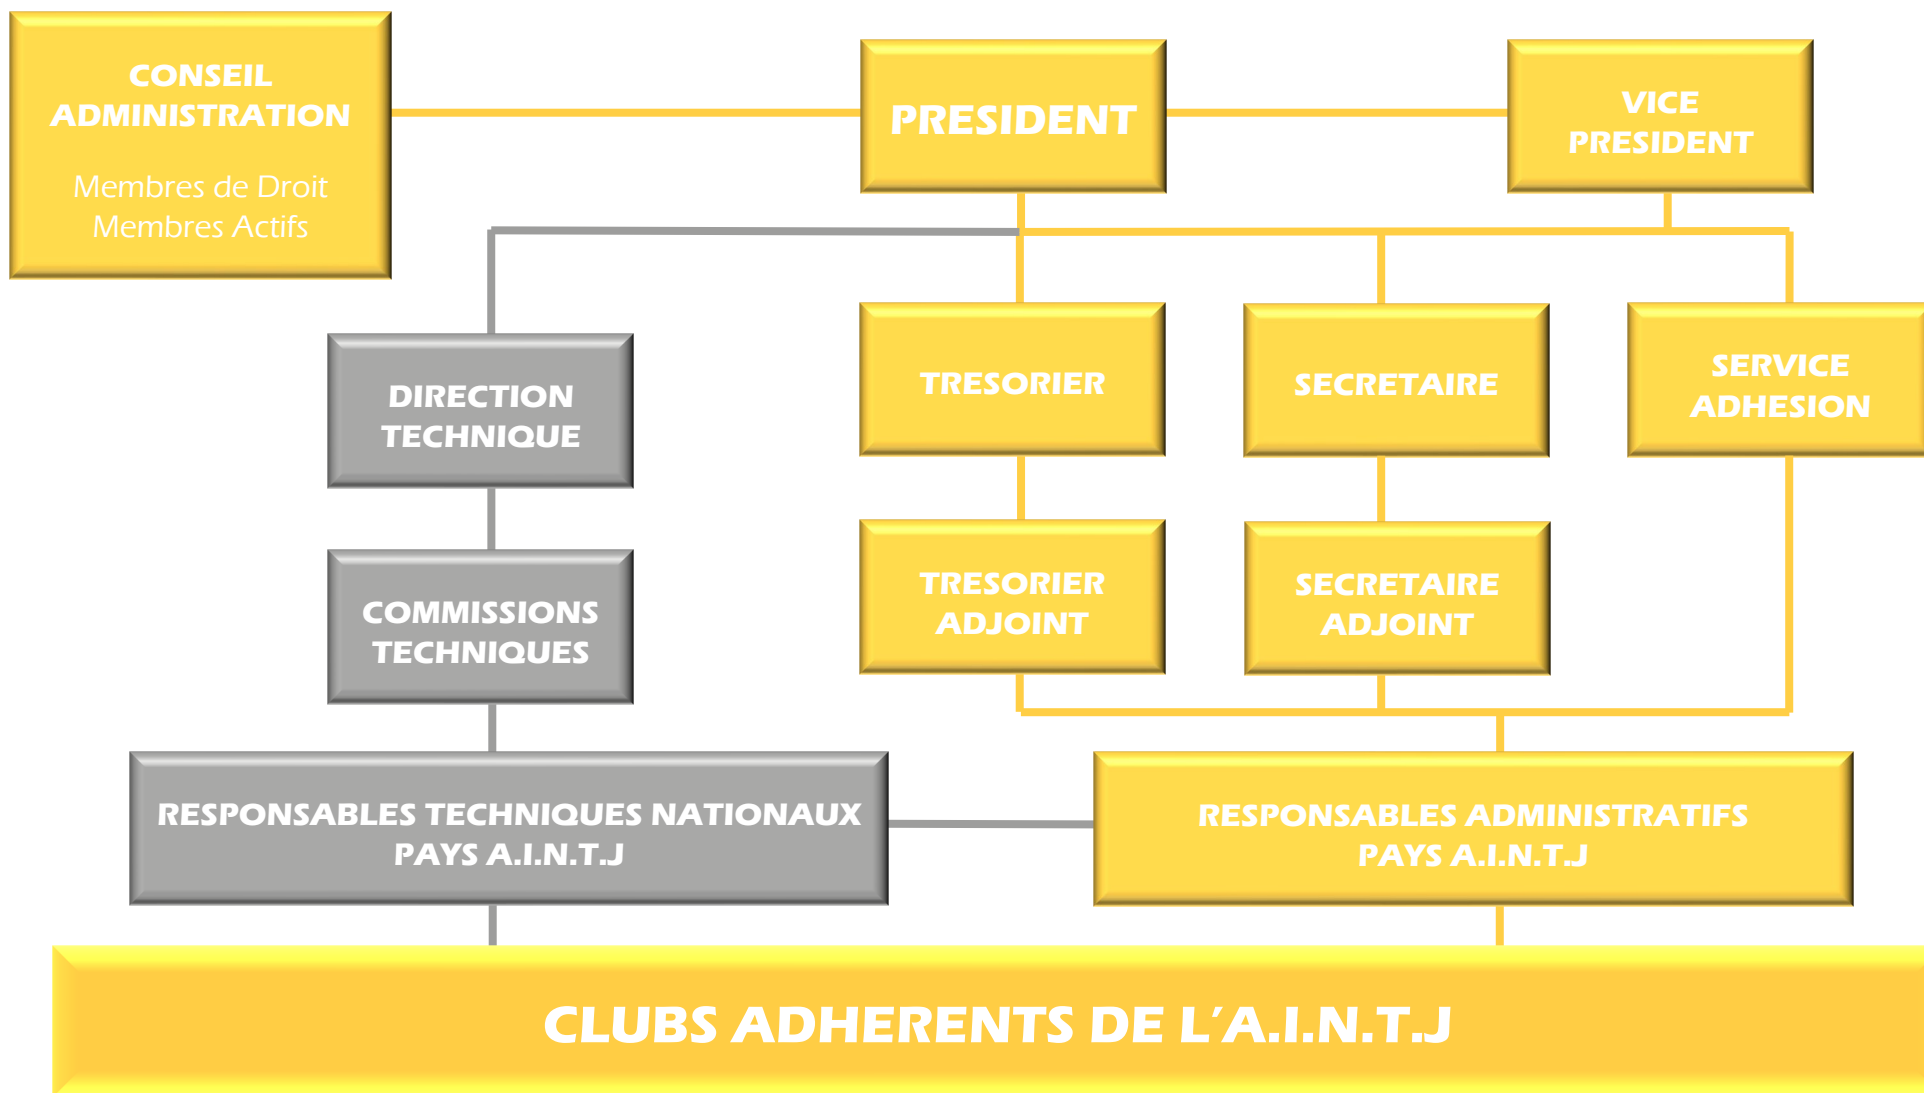 CONSEIL
ADMINISTRATION
Membres de Droit
Membres Actifs
PRESIDENT
VICE
PRESIDENT
DIRECTION
TECHNIQUE
TRESORIER
SECRETAIRE
SERVICE
ADHESION
COMMISSIONS
TECHNIQUES
TRESORIER
ADJOINT
SECRETAIRE
ADJOINT
RESPONSABLES TECHNIQUES NATIONAUX
PAYS A.I.N.T.J
RESPONSABLES ADMINISTRATIFS
PAYS A.I.N.T.J
CLUBS ADHERENTS DE L’A.I.N.T.J